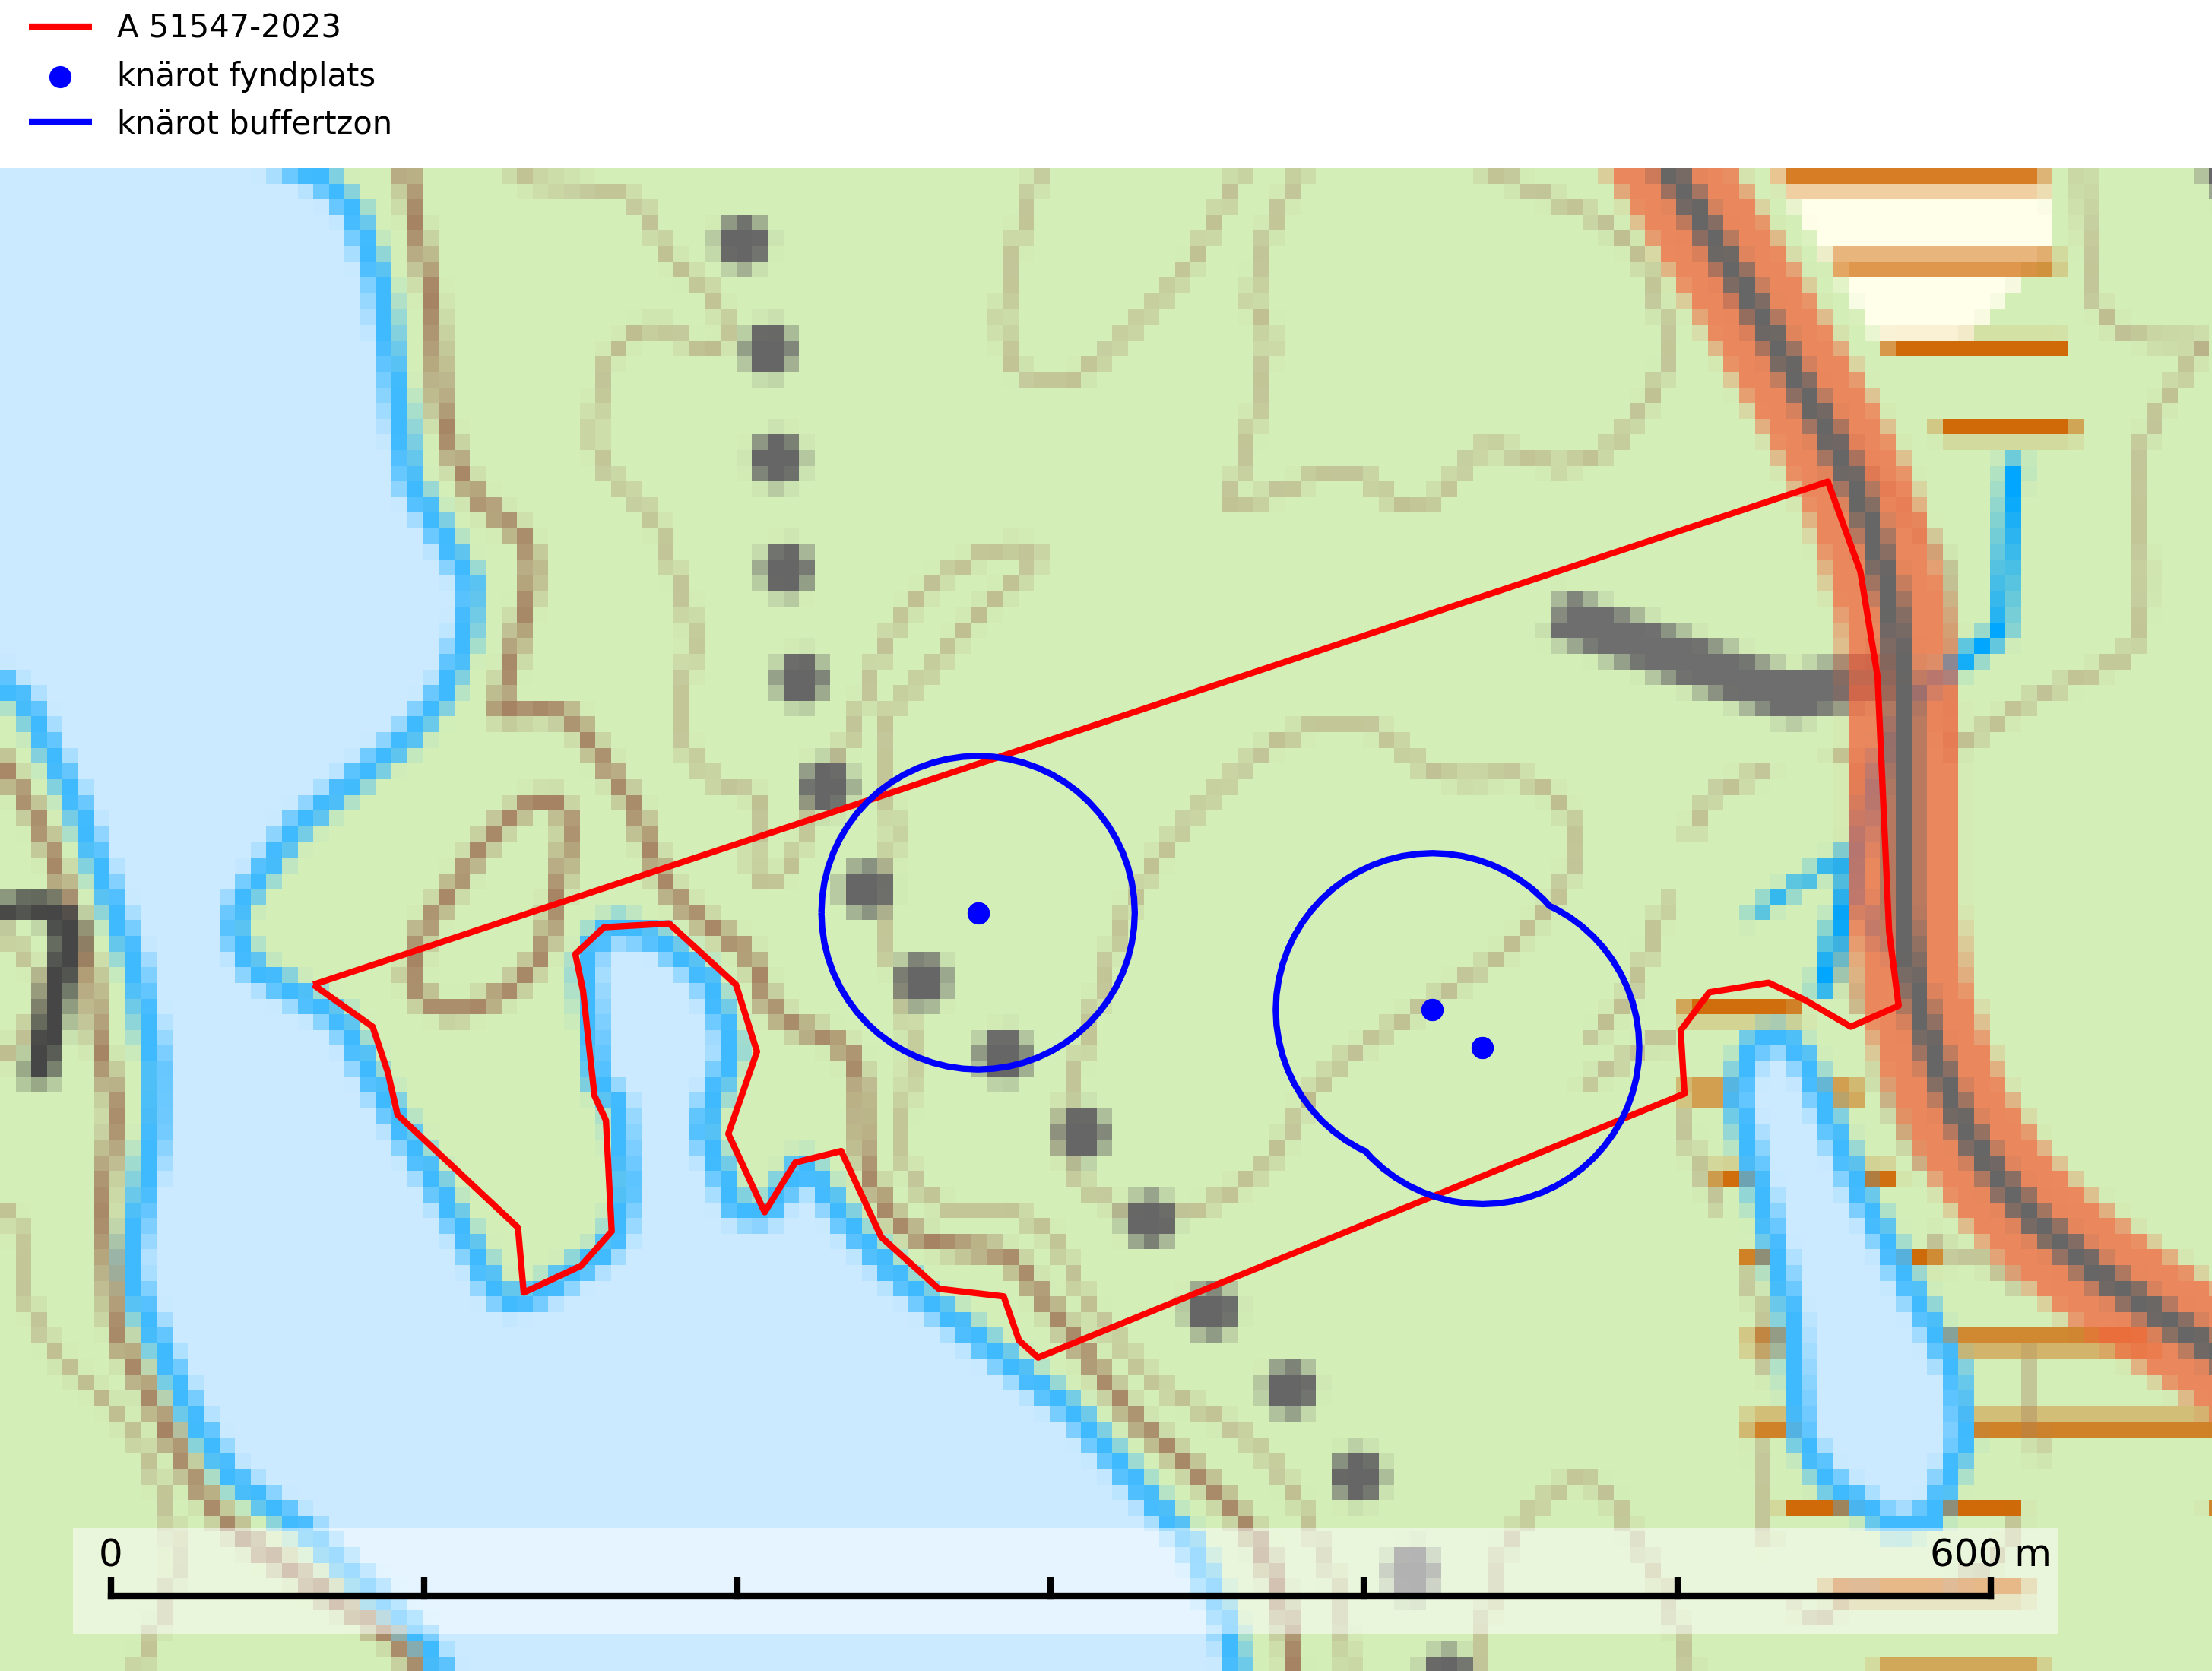 A 51547-2023
knärot fyndplats
knärot buffertzon
0
600 m